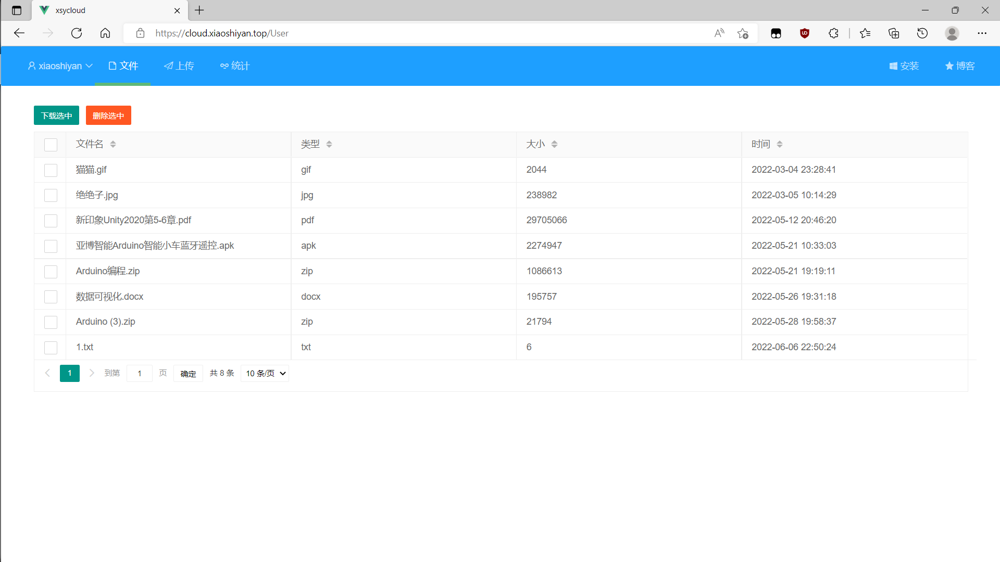 xsycloud
https://cloud.xiaoshiyan.top/User
xiaoshiyan 文件 上传 统计 安装 博客
下载选中 删除选中
文件名 类型 大小 时间
猫猫.gif gif 2044 2022-03-04 23:28:41
绝绝子.jpg jpg 238982 2022-03-05 10:14:29
新印象Unity2020第5-6章.pdf pdf 29705066 2022-05-12 20:46:20
亚博智能Arduino智能小车蓝牙遥控.apk apk 2274947 2022-05-21 10:33:03
Arduino编程.zip zip 1086613 2022-05-21 19:19:11
数据可视化.docx docx 195757 2022-05-26 19:31:18
Arduino (3).zip zip 21794 2022-05-28 19:58:37
1.txt txt 6 2022-06-06 22:50:24
1 到第 1 页 确定 共 8 条 10 条/页